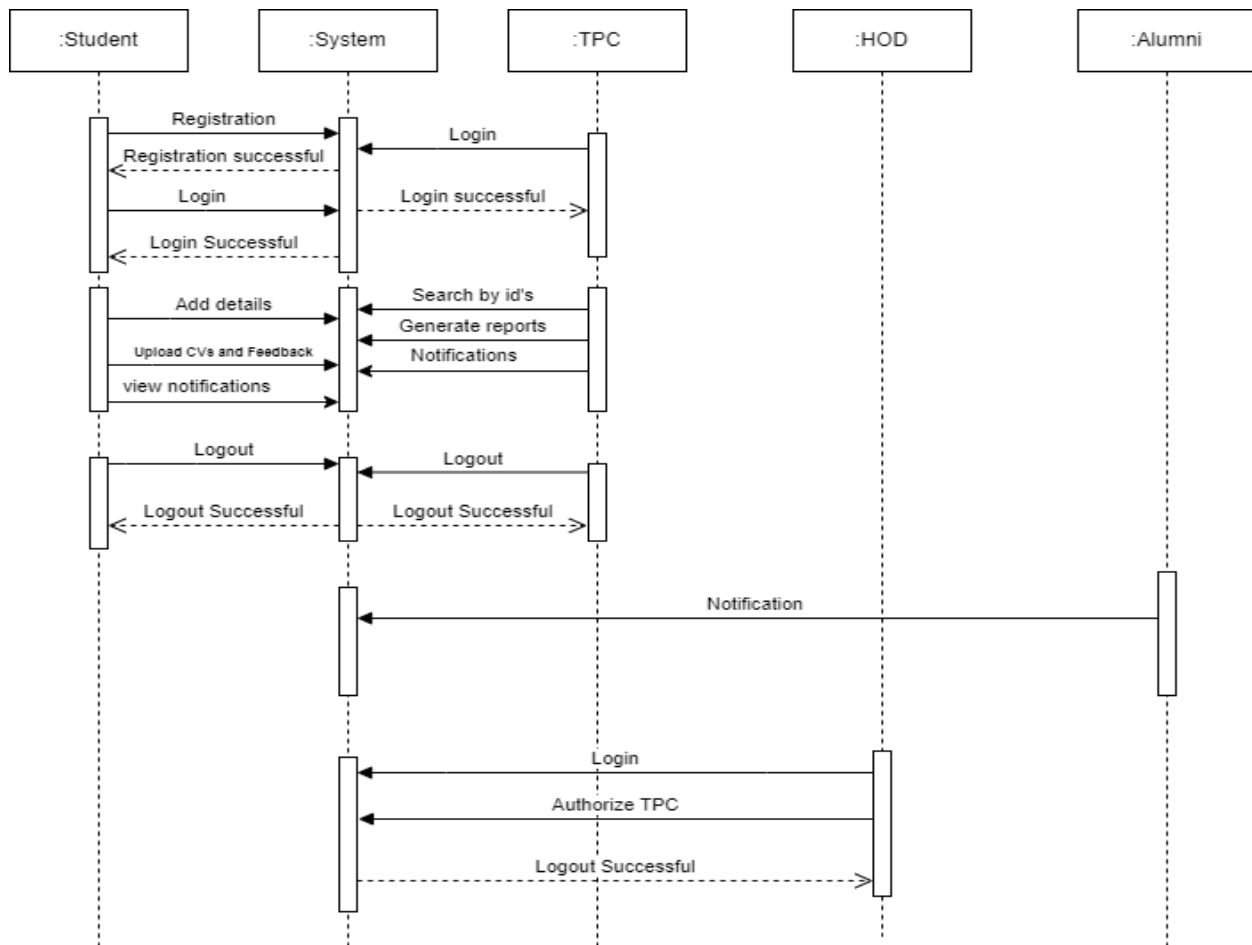 :Student
:System
:TPC
:HOD
:Alumni
Registration
Login
Registration successful
Login
Login successful
Login Successful
Search by id's
Add details
Generate reports
Upload CVs and Feedback
Notifications
view notifications
Logout
Logout
Logout Successful
Logout Successful
Notification
Login
Authorize TPC
Logout Successful